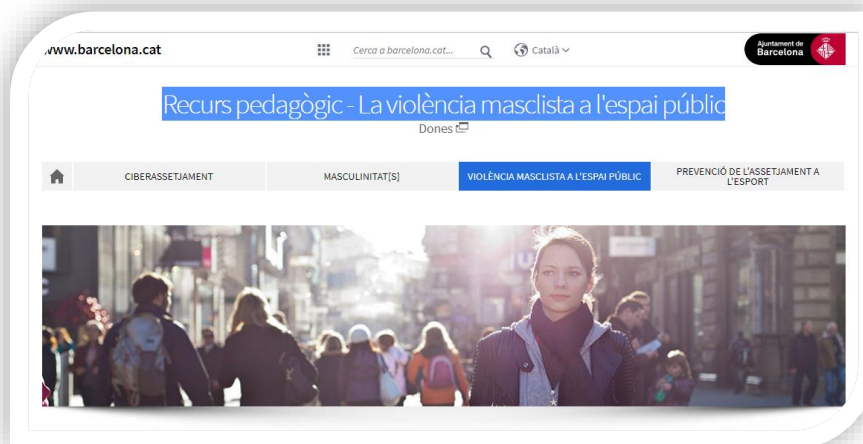 www.barcelona.cat
Cerca a barcelona.cat...
Català
Ajuntament de
Barcelona
Recurs pedagògic - La violència masclista a l'espai públic
Dones
CIBERASSETJAMENT
MASCULINITAT[S]
VIOLÈNCIA MASCLISTA A L'ESPAI PÚBLIC
PREVENCIÓ DE L'ASSETJAMENT A
L'ESPORT